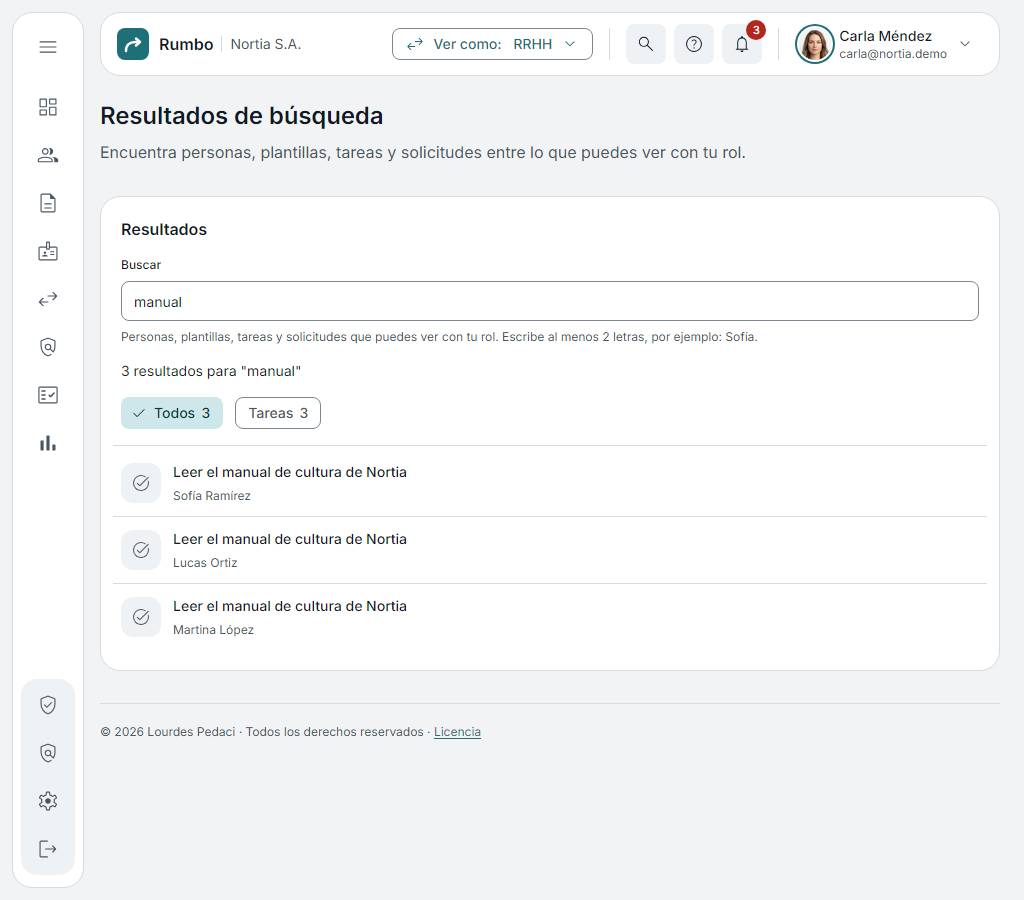 Rumbo
Nortia S.A.
Ver como: RRHH
3
Carla Méndez
carla@nortia.demo
Resultados de búsqueda
Encuentra personas, plantillas, tareas y solicitudes entre lo que puedes ver con tu rol.
Resultados
Buscar
manual
Personas, plantillas, tareas y solicitudes que puedes ver con tu rol. Escribe al menos 2 letras, por ejemplo: Sofía.
3 resultados para "manual"
Todos 3
Tareas 3
Leer el manual de cultura de Nortia
Sofía Ramírez
Leer el manual de cultura de Nortia
Lucas Ortiz
Leer el manual de cultura de Nortia
Martina López
© 2026 Lourdes Pedaci · Todos los derechos reservados · Licencia